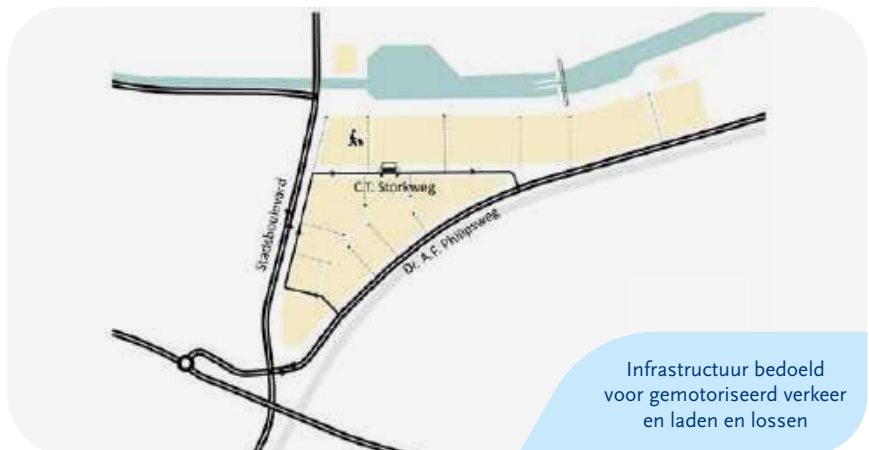 C.T. Storkweg
Stadsboulevard
Dr. A.F. Philipsweg
Infrastructuur bedoeld
voor gemotoriseerd verkeer
en laden en lossen